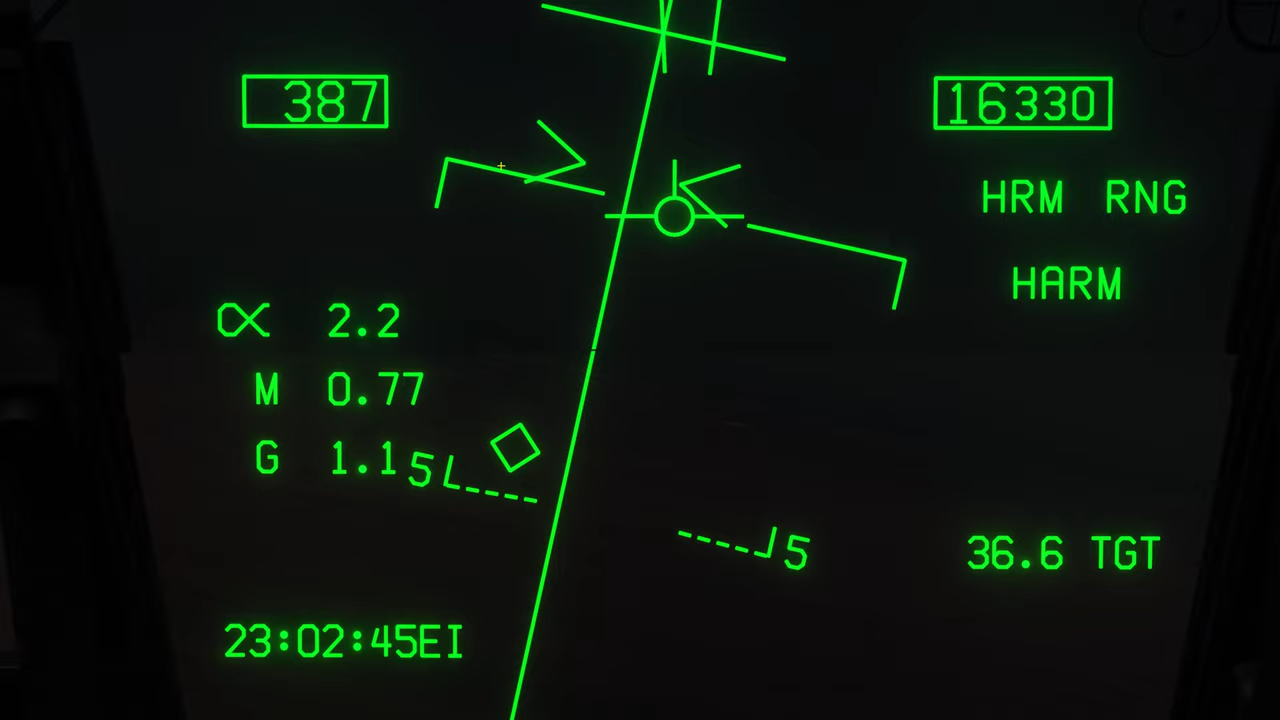 387
16330
HRM RNG
HARM
α 2.2
M 0.77
G 1.1
5
5
36.6 TGT
23:02:45EI